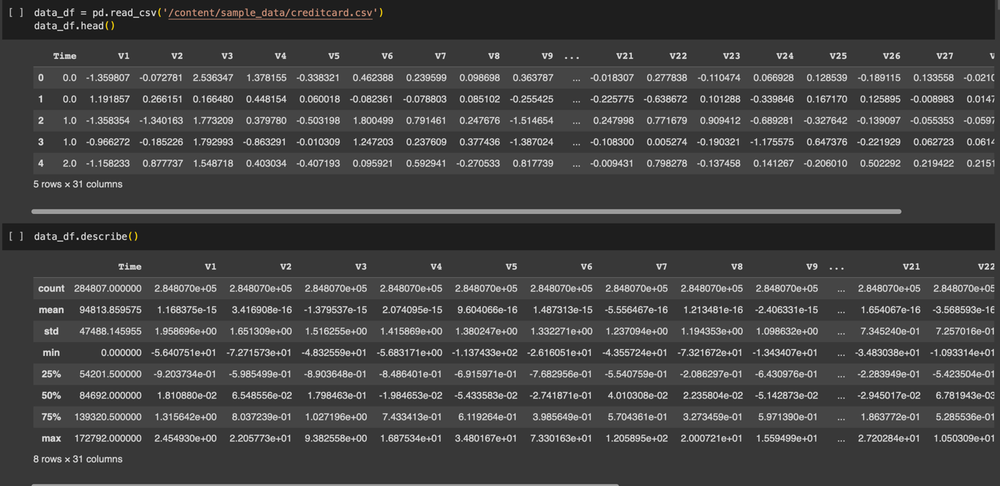 [ ] data_df = pd.read_csv('/content/sample_data/creditcard.csv')
data_df.head()
Time V1 V2 V3 V4 V5 V6 V7 V8 V9 ... V21 V22 V23 V24 V25 V26 V27
0 0.0 -1.359807 -0.072781 2.536347 1.378155 -0.338321 0.462388 0.239599 0.098698 0.363787 ... -0.018307 0.277838 -0.110474 0.066928 0.128539 -0.189115 0.133558 -0.0210
1 0.0 1.191857 0.266151 0.166480 0.448154 0.060018 -0.082361 -0.078803 0.085102 -0.255425 ... -0.225775 -0.638672 0.101288 -0.339846 0.167170 0.125895 -0.008983 0.0147
2 1.0 -1.358354 -1.340163 1.773209 0.379780 -0.503198 1.800499 0.791461 0.247676 -1.514654 ... 0.247998 0.771679 0.909412 -0.689281 -0.327642 -0.139097 -0.055353 -0.0597
3 1.0 -0.966272 -0.185226 1.792993 -0.863291 -0.010309 1.247203 0.237609 0.377436 -1.387024 ... -0.108300 0.005274 -0.190321 -1.175575 0.647376 -0.221929 0.062723 0.0614
4 2.0 -1.158233 0.877737 1.548718 0.403034 -0.407193 0.095921 0.592941 -0.270533 0.817739 ... -0.009431 0.798278 -0.137458 0.141267 -0.206010 0.502292 0.219422 0.2151
5 rows × 31 columns
[ ] data_df.describe()
Time V1 V2 V3 V4 V5 V6 V7 V8 V9 ... V21 V22
count 284807.000000 2.848070e+05 2.848070e+05 2.848070e+05 2.848070e+05 2.848070e+05 2.848070e+05 2.848070e+05 2.848070e+05 2.848070e+05 ... 2.848070e+05 2.848070e+05
mean 94813.859575 1.168375e-15 3.416908e-16 -1.379537e-15 2.074095e-15 9.604066e-16 1.487313e-15 -5.556467e-16 1.213481e-16 -2.406331e-15 ... 1.654067e-16 -3.568593e-16
std 47488.145955 1.958696e+00 1.651309e+00 1.516255e+00 1.415869e+00 1.380247e+00 1.332271e+00 1.237094e+00 1.194353e+00 1.098632e+00 ... 7.345240e-01 7.257016e-01
min 0.000000 -5.640751e+01 -7.271573e+01 -4.832559e+01 -5.683171e+00 -1.137433e+02 -2.616051e+01 -4.355724e+01 -7.321672e+01 -1.343407e+01 ... -3.483038e+01 -1.093314e+01
25% 54201.500000 -9.203734e-01 -5.985499e-01 -8.903648e-01 -8.486401e-01 -6.915971e-01 -7.682956e-01 -5.540759e-01 -2.086297e-01 -6.430976e-01 ... -2.283949e-01 -5.423504e-01
50% 84692.000000 1.810880e-02 6.548556e-02 1.798463e-01 -1.984653e-02 -5.433583e-02 -2.741871e-01 4.010308e-02 2.235804e-02 -5.142873e-02 ... -2.945017e-02 6.781943e-03
75% 139320.500000 1.315642e+00 8.037239e-01 1.027196e+00 7.433413e-01 6.119264e-01 3.985649e-01 5.704361e-01 3.273459e-01 5.971390e-01 ... 1.863772e-01 5.285536e-01
max 172792.000000 2.454930e+00 2.205773e+01 9.382558e+00 1.687534e+01 3.480167e+01 7.330163e+01 1.205895e+02 2.000721e+01 1.559499e+01 ... 2.720284e+01 1.050309e+01
8 rows × 31 columns